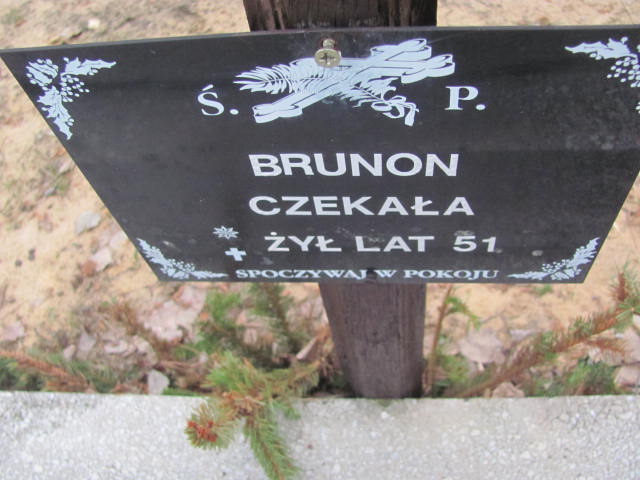 Ś. P.
BRUNON
CZEKAŁA
ŻYŁ LAT 51
SPOCZYWAJ W POKOJU